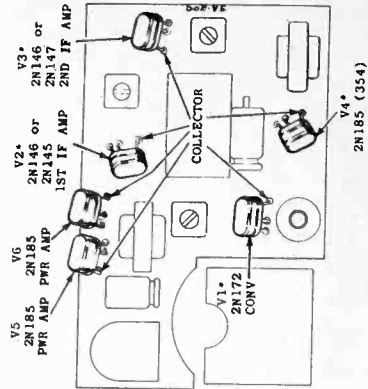 V3*
2N146 or
2N147
2ND IF AMP
V2*
2N146 or
2N145
1ST IF AMP
V6
2N185
PWR AMP
V5
2N185
PWR AMP
COLLECTOR
V1*
2N172
CONV
V4*
2N185 (354)